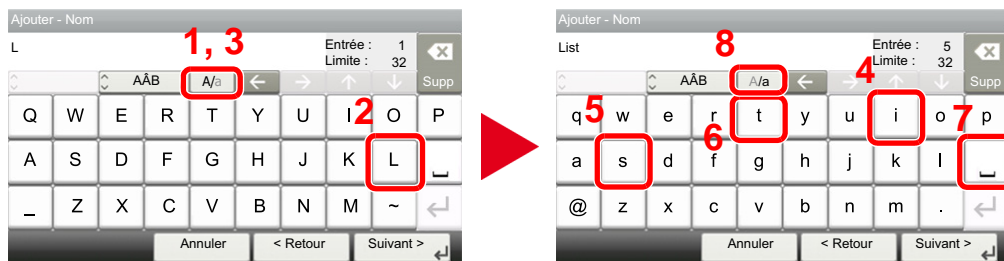 Ajouter - Nom
L
Entrée : 1
Limite : 32
1, 3
AÂB
A/a
Supp
Q W E R T Y U I O P
2
A S D F G H J K L
_ Z X C V B N M ~
Annuler
< Retour
Suivant >
Ajouter - Nom
List
Entrée : 5
Limite : 32
8
AÂB
A/a
4
Supp
q w e r t y u i o p
5
6
7
a s d f g h j k l
@ z x c v b n m .
Annuler
< Retour
Suivant >